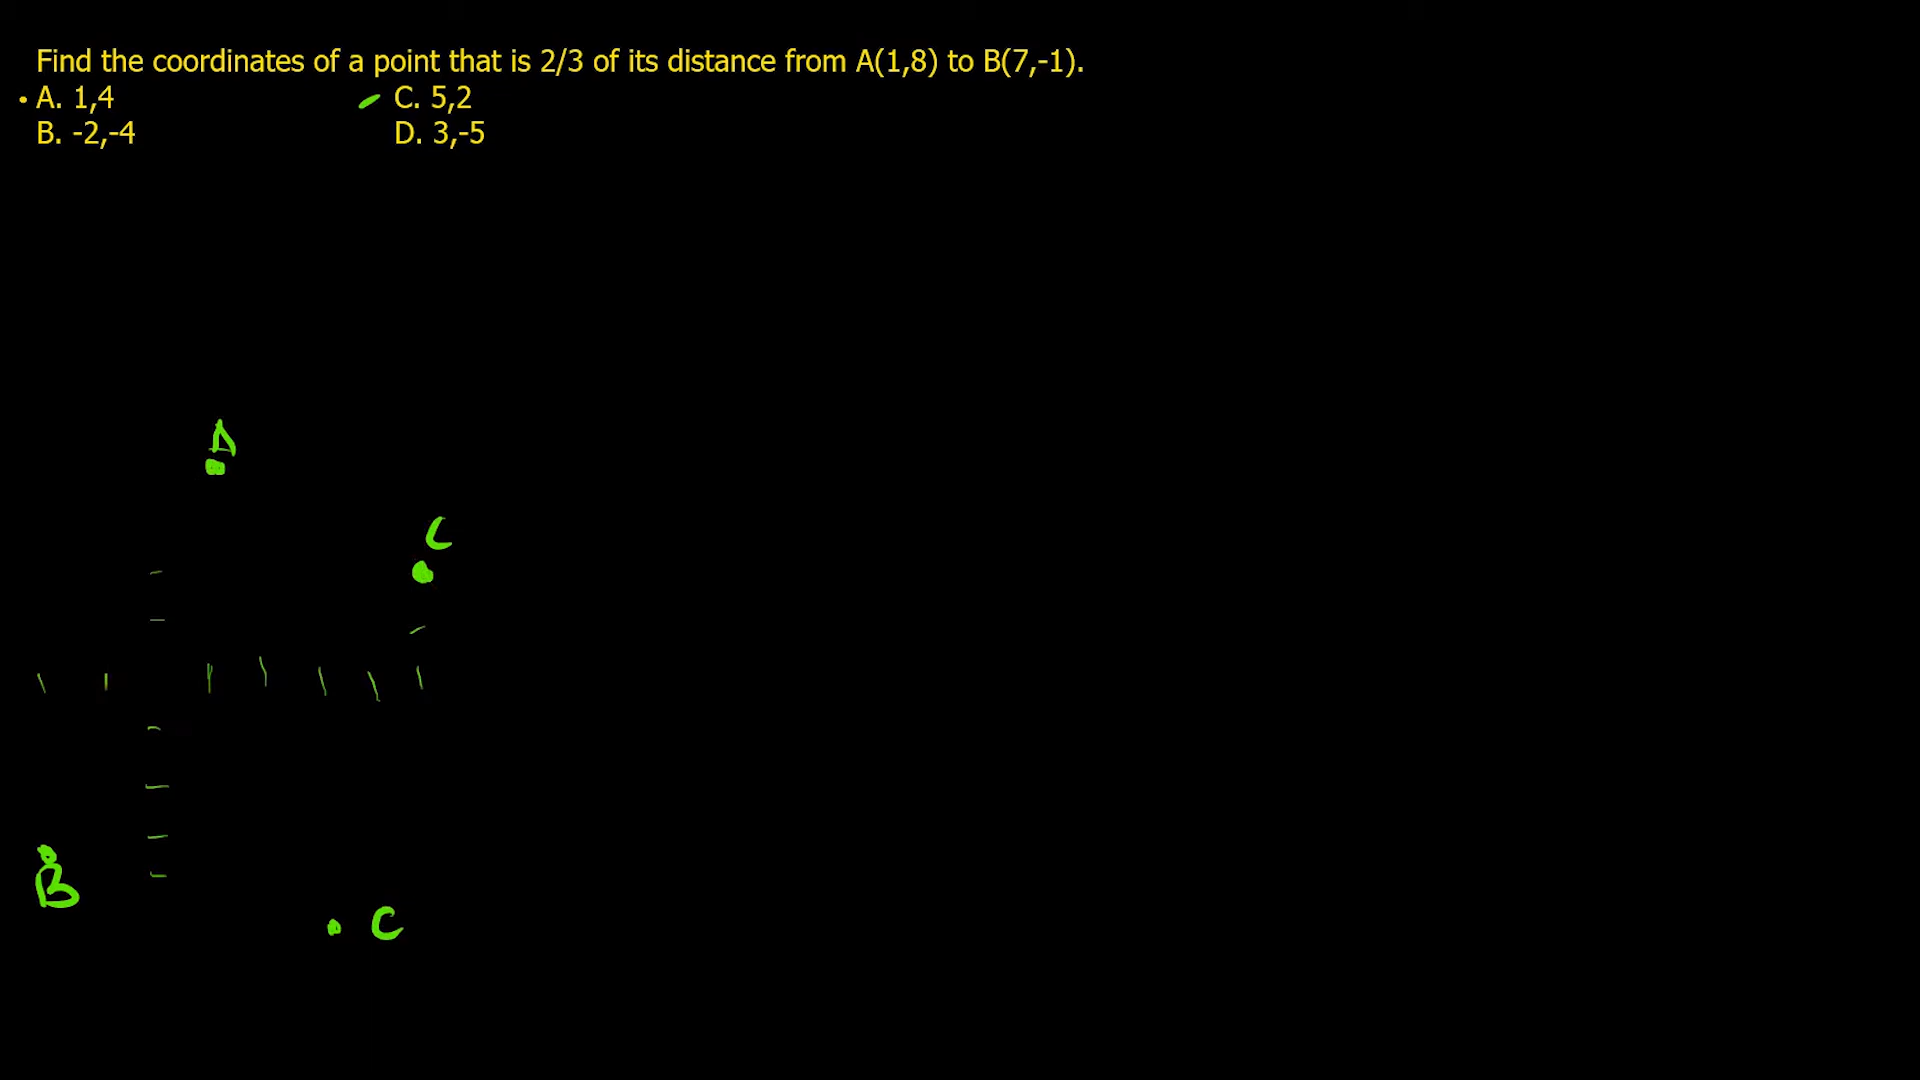 Find the coordinates of a point that is 2/3 of its distance from A(1,8) to B(7,-1).
A. 1,4 C. 5,2
B. -2,-4 D. 3,-5
A
C
B
C